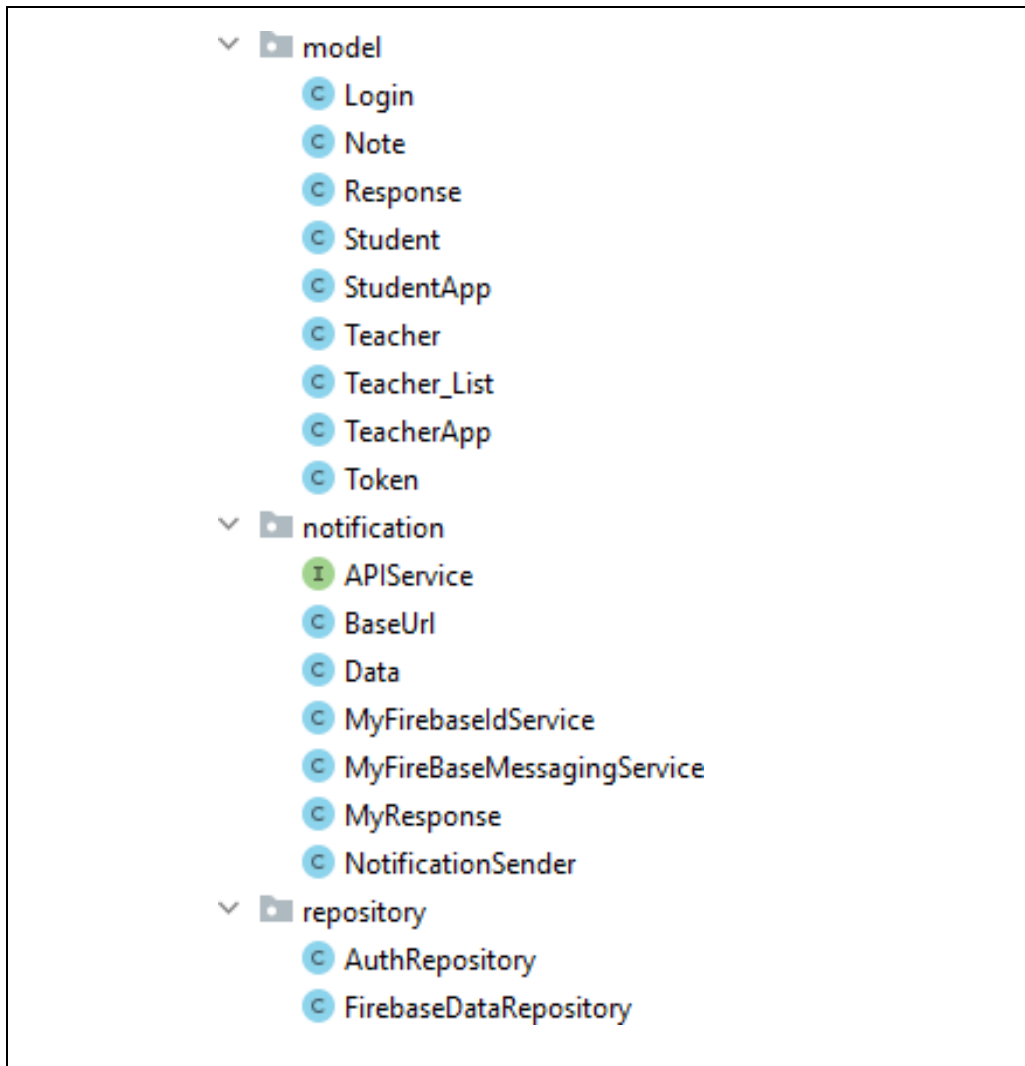 model
C Login
C Note
C Response
C Student
C StudentApp
C Teacher
C Teacher_List
C TeacherApp
C Token
notification
I APIService
C BaseUrl
C Data
C MyFirebaseIdService
C MyFireBaseMessagingService
C MyResponse
C NotificationSender
repository
C AuthRepository
C FirebaseDataRepository